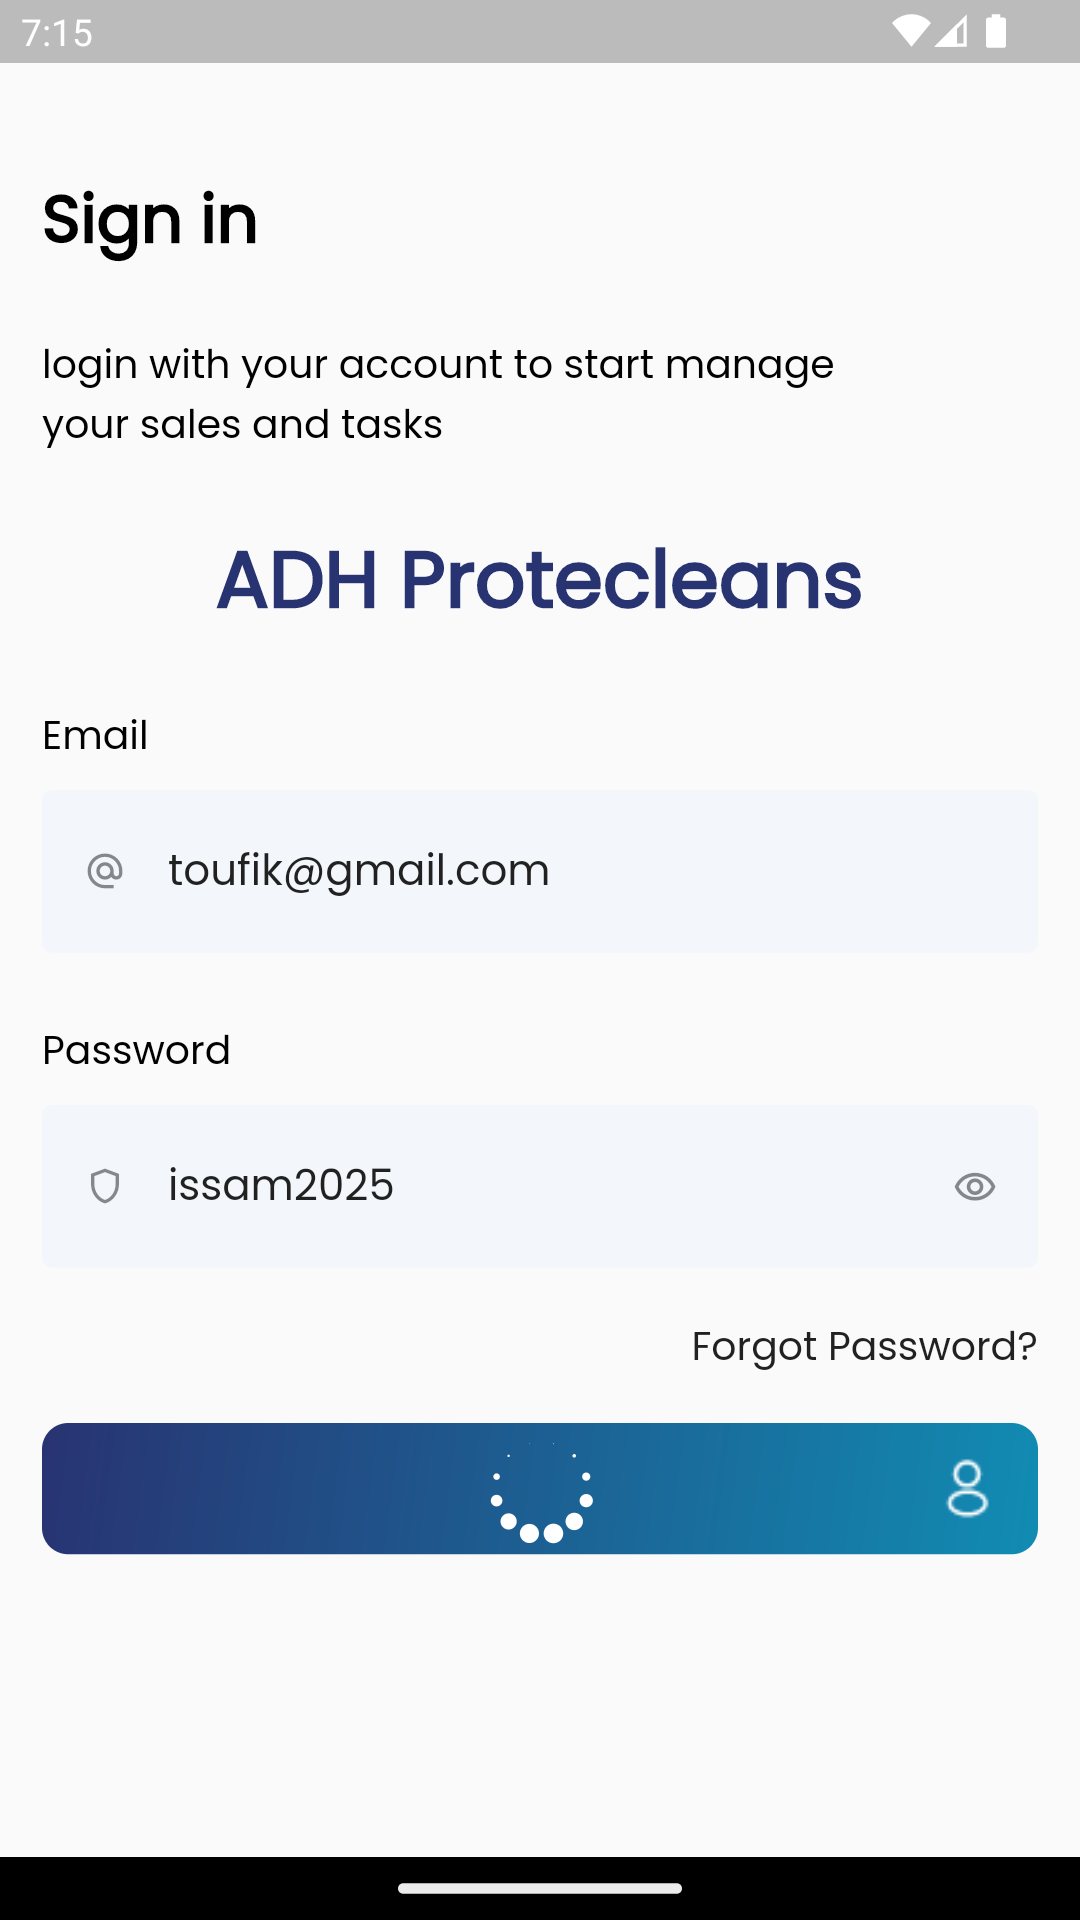 7:15
Sign in
login with your account to start manage
your sales and tasks
ADH Protecleans
Email
toufik@gmail.com
Password
issam2025
Forgot Password?